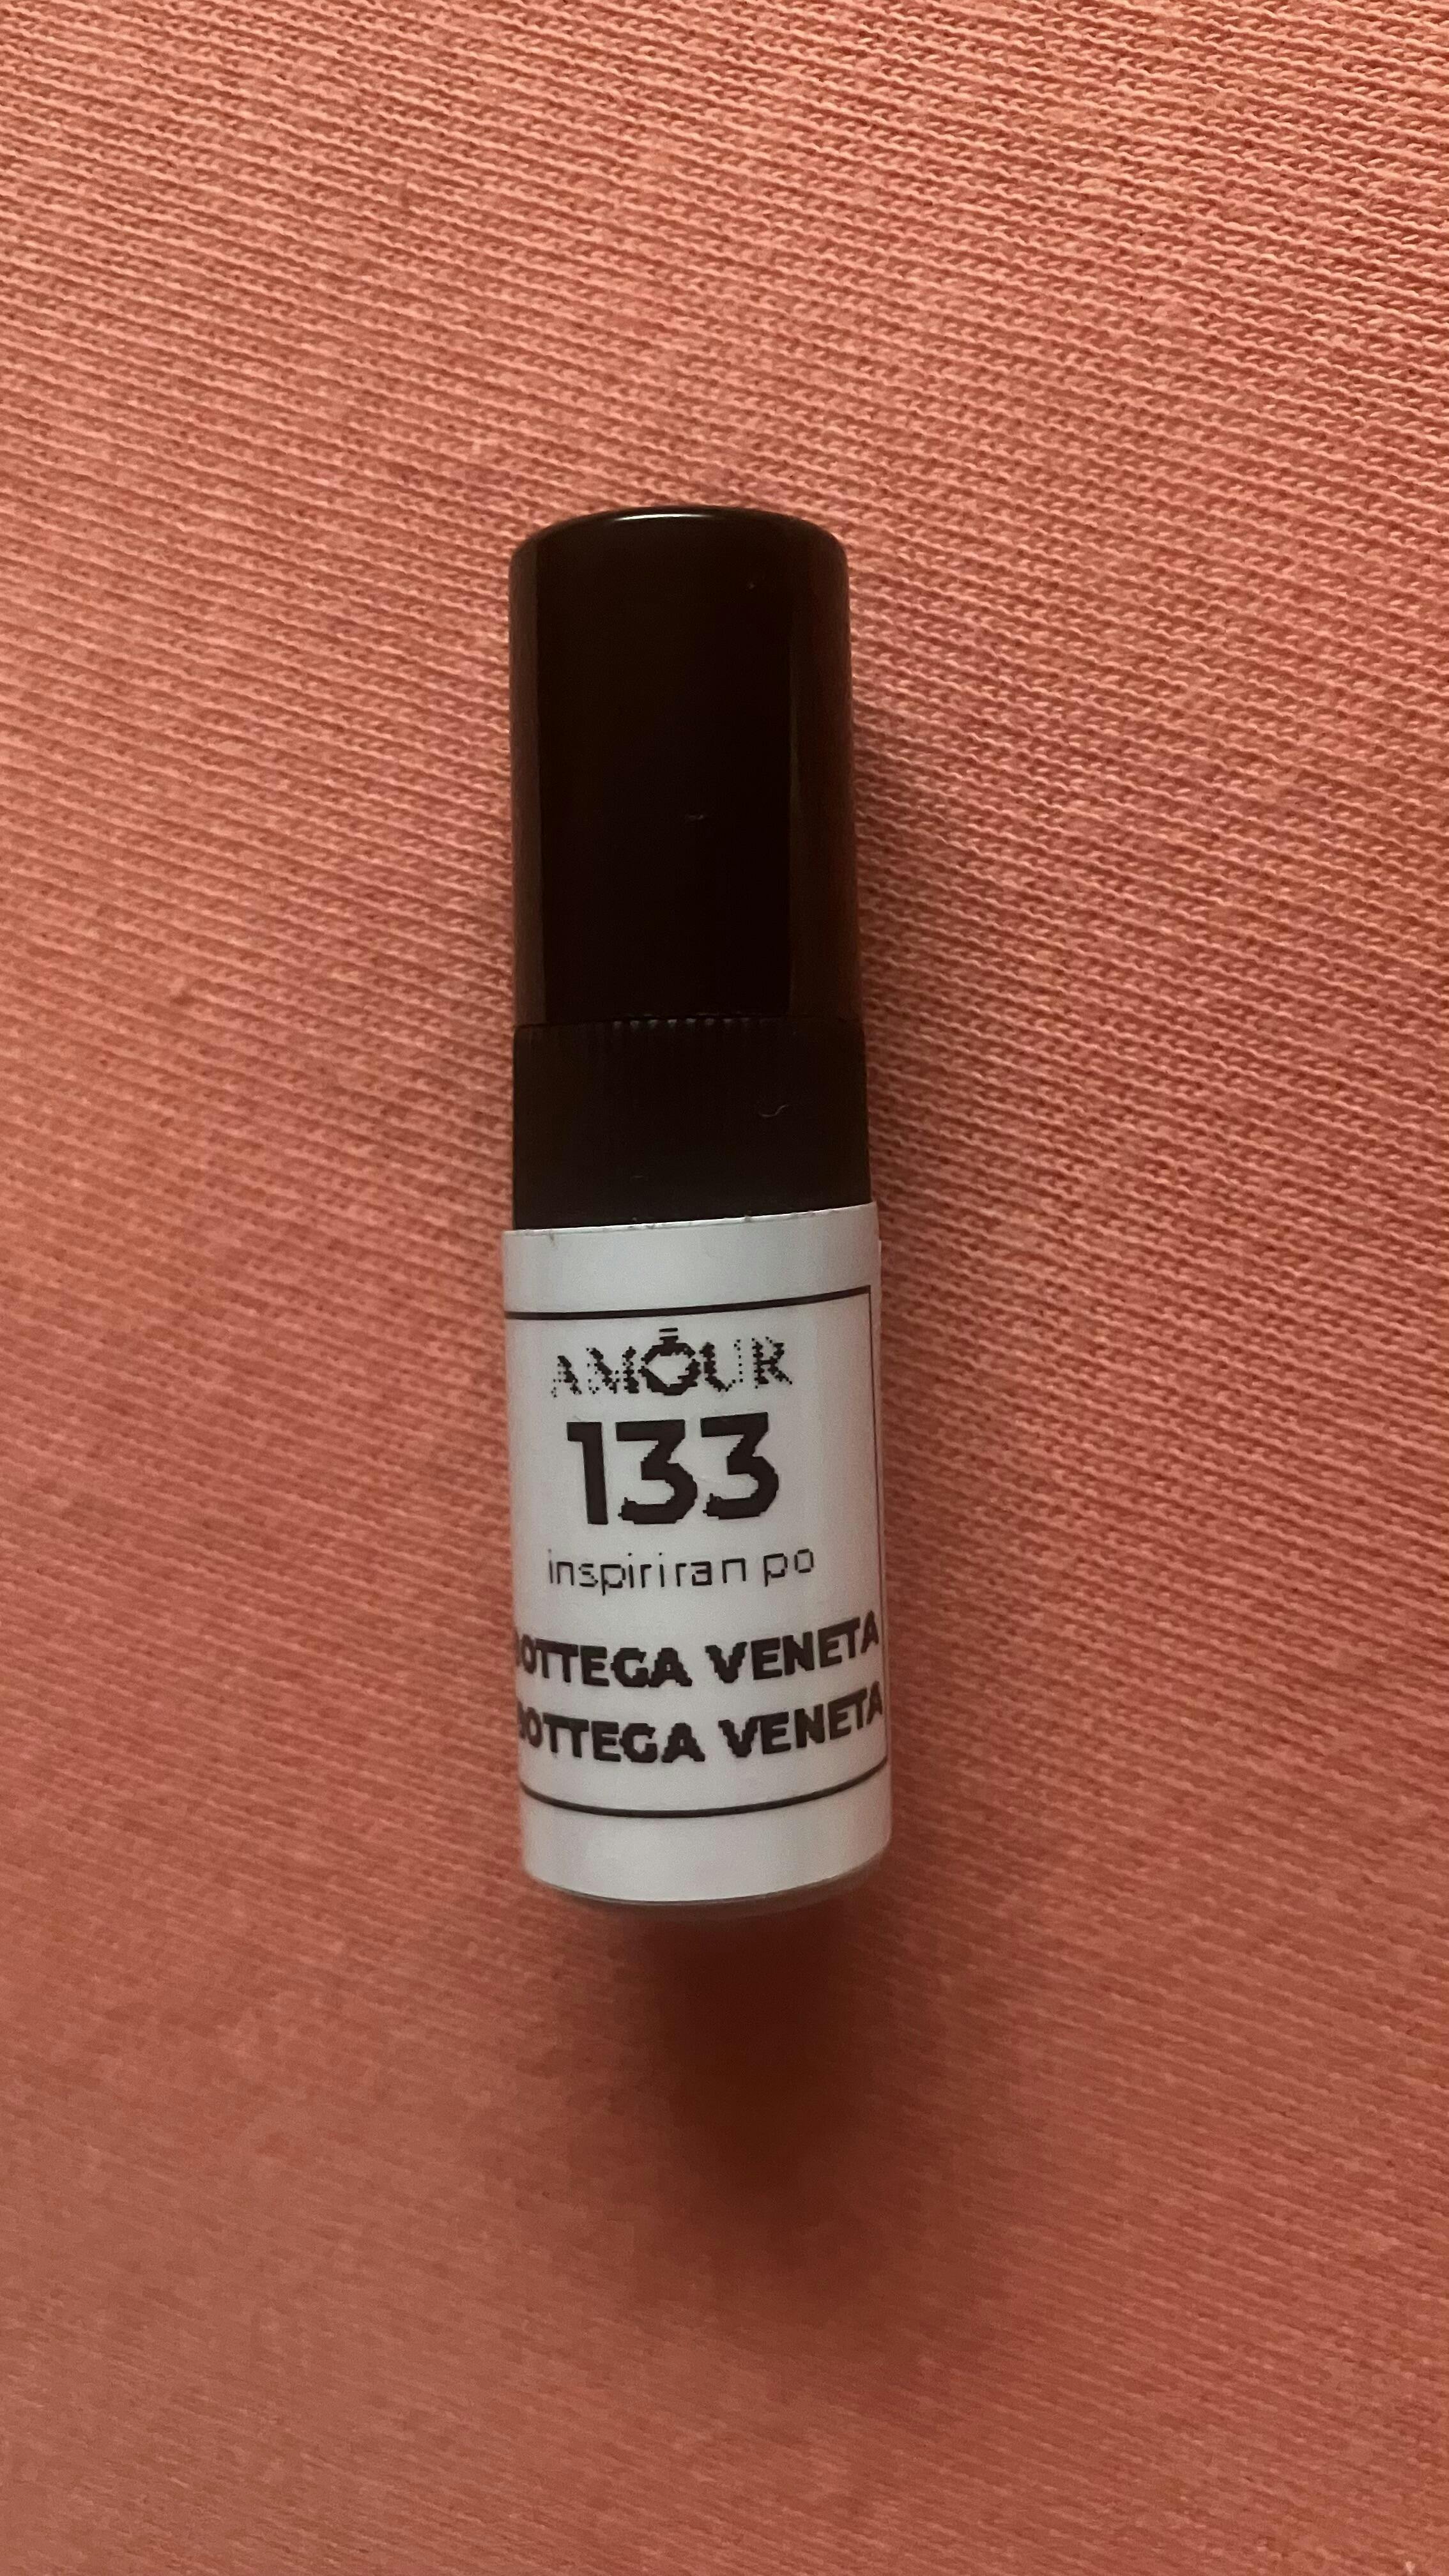 AMOUR
133
inspiriran po
BOTTEGA VENETA
BOTTEGA VENETA